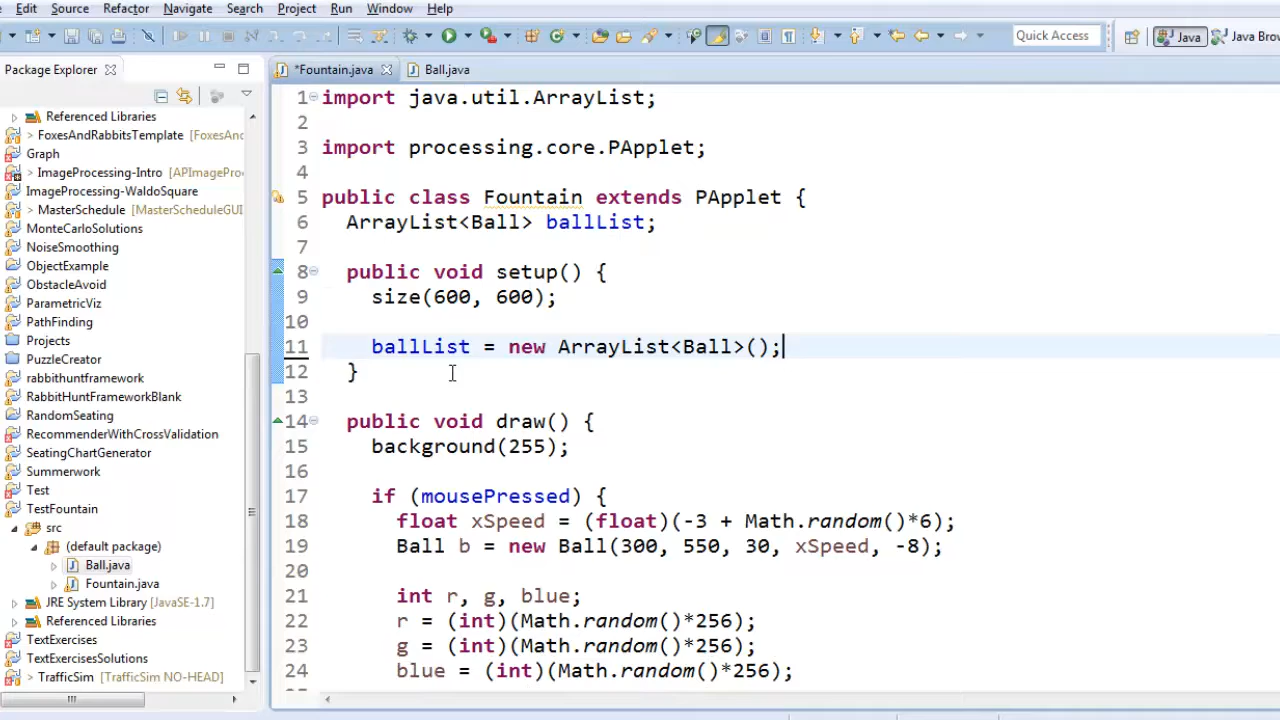 Edit Source Refactor Navigate Search Project Run Window Help
Quick Access Java Java Brow
Package Explorer *Fountain.java Ball.java
Referenced Libraries
> FoxesAndRabbitsTemplate [FoxesAnd
Graph
> ImageProcessing-Intro [APImagePro
ImageProcessing-WaldoSquare
> MasterSchedule [MasterScheduleGUI
MonteCarloSolutions
NoiseSmoothing
ObjectExample
ObstacleAvoid
ParametricViz
PathFinding
Projects
PuzzleCreator
rabbithuntframework
RabbitHuntFrameworkBlank
RandomSeating
RecommenderWithCrossValidation
SeatingChartGenerator
Summerwork
Test
TestFountain
src
(default package)
Ball.java
Fountain.java
JRE System Library [JavaSE-1.7]
Referenced Libraries
TextExercises
TextExercisesSolutions
> TrafficSim [TrafficSim NO-HEAD]
1 import java.util.ArrayList;
2
3 import processing.core.PApplet;
4
5 public class Fountain extends PApplet {
6 ArrayList<Ball> ballList;
7
8 public void setup() {
9 size(600, 600);
10
11 ballList = new ArrayList<Ball>();
12 }
13
14 public void draw() {
15 background(255);
16
17 if (mousePressed) {
18 float xSpeed = (float)(-3 + Math.random()*6);
19 Ball b = new Ball(300, 550, 30, xSpeed, -8);
20
21 int r, g, blue;
22 r = (int)(Math.random()*256);
23 g = (int)(Math.random()*256);
24 blue = (int)(Math.random()*256);